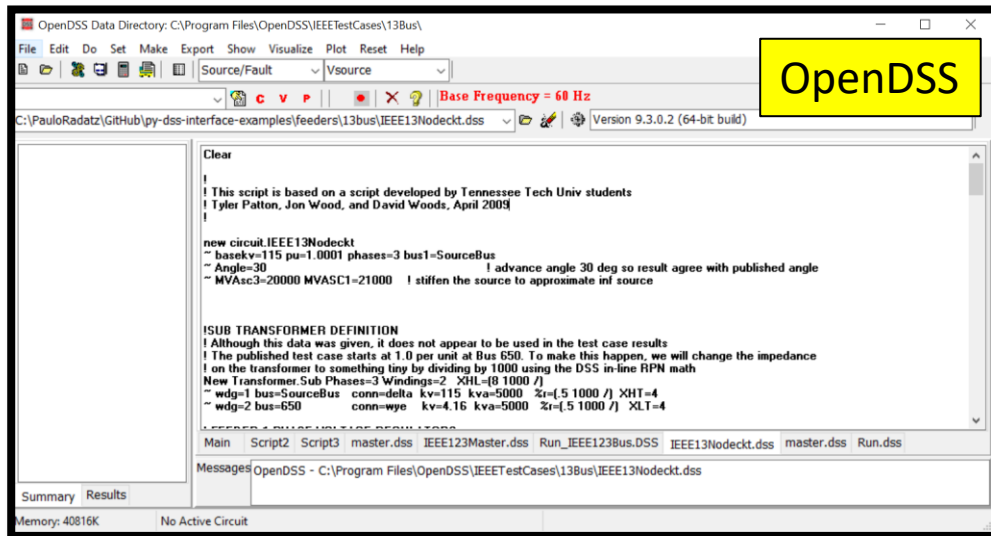 OpenDSS Data Directory: C:\Program Files\OpenDSS\IEEETestCases\13Bus\
File Edit Do Set Make Export Show Visualize Plot Reset Help
OpenDSS
Source/Fault Vsource
C V P Base Frequency = 60 Hz
C:\PauloRadatz\GitHub\py-dss-interface-examples\feeders\13bus\IEEE13Nodeckt.dss Version 9.3.0.2 (64-bit build)
Clear
!
! This script is based on a script developed by Tennessee Tech Univ students
! Tyler Patton, Jon Wood, and David Woods, April 2009
!
new circuit.IEEE13Nodeckt
~ basekv=115 pu=1.0001 phases=3 bus1=SourceBus
~ Angle=30 ! advance angle 30 deg so result agree with published angle
~ MVAsc3=20000 MVASC1=21000 ! stiffen the source to approximate inf source
!SUB TRANSFORMER DEFINITION
! Although this data was given, it does not appear to be used in the test case results
! The published test case starts at 1.0 per unit at Bus 650. To make this happen, we will change the impedance
! on the transformer to something tiny by dividing by 1000 using the DSS in-line RPN math
New Transformer.Sub Phases=3 Windings=2 XHL=(8 1000 /)
~ wdg=1 bus=SourceBus conn=delta kv=115 kva=5000 %r=(.5 1000 /) XHT=4
~ wdg=2 bus=650 conn=wye kv=4.16 kva=5000 %r=(.5 1000 /) XLT=4
Main Script2 Script3 master.dss IEEE123Master.dss Run_IEEE123Bus.DSS IEEE13Nodeckt.dss master.dss Run.dss
Messages OpenDSS - C:\Program Files\OpenDSS\IEEETestCases\13Bus\IEEE13Nodeckt.dss
Summary Results
Memory: 40816K No Active Circuit